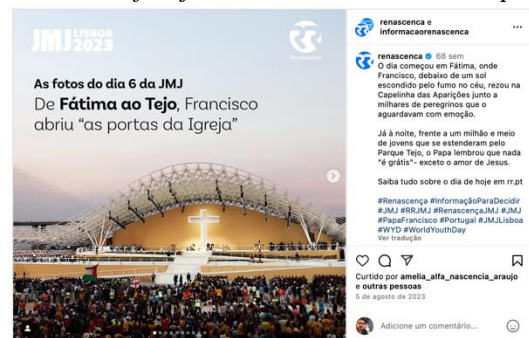 JMJ LISBOA
2023
Renascença
As fotos do dia 6 da JMJ
De Fátima ao Tejo, Francisco
abriu “as portas da Igreja”
renascenca e
informacaorenascenca
renascenca 68 sem
O dia começou em Fátima, onde
Francisco, debaixo de um sol
escondido pelo fumo no céu, rezou na
Capelinha das Aparições junto a
milhares de peregrinos que o
aguardavam com emoção.
Já à noite, frente a um milhão e meio
de jovens que se estenderam pelo
Parque Tejo, o Papa lembrou que nada
"é grátis"- exceto o amor de Jesus.
Saiba tudo sobre o dia de hoje em rr.pt
#Renascença #InformaçãoParaDecidir
#JMJ #RRJMJ #RenascençaJMJ #JMJ
#PapaFrancisco #Portugal #JMJLisboa
#WYD #WorldYouthDay
Ver tradução
Curtido por amelia_alfa_nascencia_araujo
e outras pessoas
5 de agosto de 2023
Adicione um comentário...